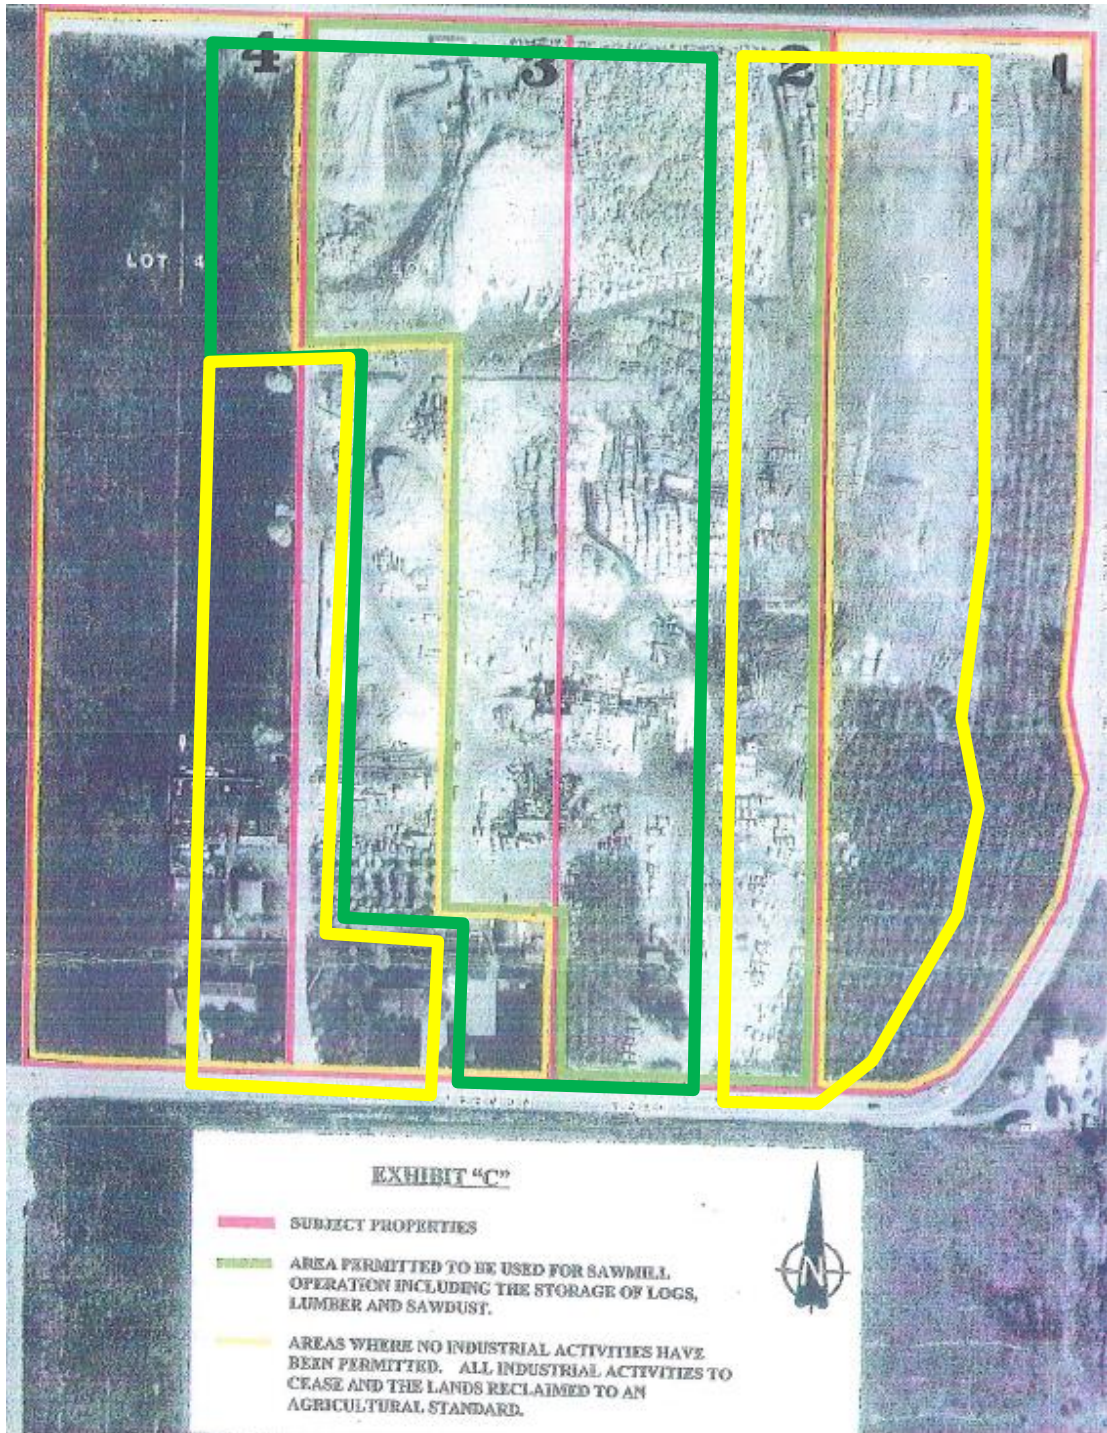 4
3
2
1
LOT 4
EXHIBIT “C”
SUBJECT PROPERTIES
AREA PERMITTED TO BE USED FOR SAWMILL
OPERATION INCLUDING THE STORAGE OF LOGS,
LUMBER AND SAWDUST.
N
AREAS WHERE NO INDUSTRIAL ACTIVITIES HAVE
BEEN PERMITTED. ALL INDUSTRIAL ACTIVITIES TO
CEASE AND THE LANDS RECLAIMED TO AN
AGRICULTURAL STANDARD.